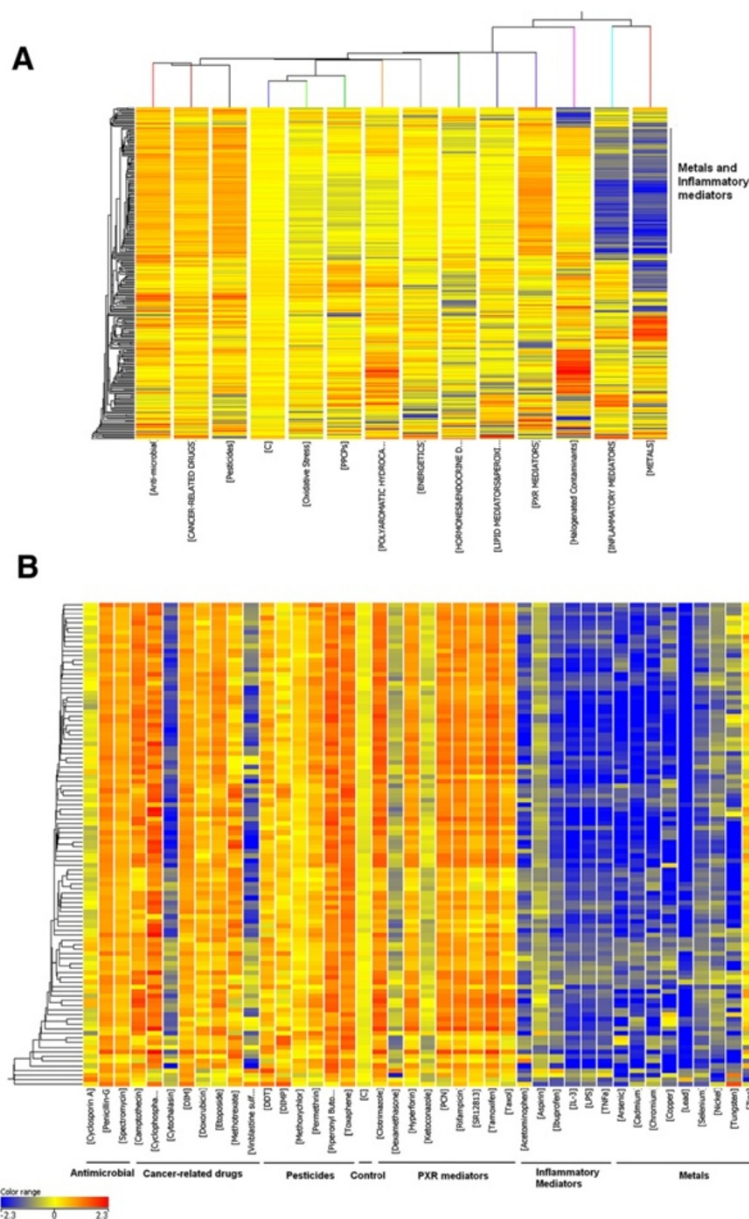 A
Metals and
Inflammatory
mediators
[Anti-microbial]
[CANCER-RELATED DRUGS]
[Pesticides]
[C]
[Oxidative Stress]
[PPCPs]
[POLYAROMATIC HYDROCA...
[ENERGETICS]
[HORMONES&ENDOCRINE D...
[LIPID MEDIATORS&PEROXI...
[PXR MEDIATORS]
[Halogenated Contaminants]
[INFLAMMATORY MEDIATORS]
[METALS]
B
[Cyclosporin A]
[Penicillin-G]
[Spectromycin]
[Camptothecin]
[Cyclophospha...
[Cytochalasin]
[DIM]
[Doxorubicin]
[Etoposide]
[Methotrexate]
[Vinblastine sulf...
[DDT]
[DIMP]
[Methoxychlor]
[Permethrin]
[Piperonyl Buto...
[Toxaphene]
[C]
[Clotrimazole]
[Dexamethasone]
[Hyperforin]
[Ketoconazole]
[PCN]
[Rifampicin]
[SR12813]
[Tamoxifen]
[Taxol]
[Acetominophen]
[Aspirin]
[Ibuprofen]
[IL-3]
[LPS]
[TNFa]
[Arsenic]
[Cadmium]
[Chromium
[Copper]
[Lead]
[Selenium
[Nickel]
[Tungsten]
Antimicrobial Cancer-related drugs Pesticides Control PXR mediators Inflammatory Metals
Mediators
Color range
-2.3 0 2.3